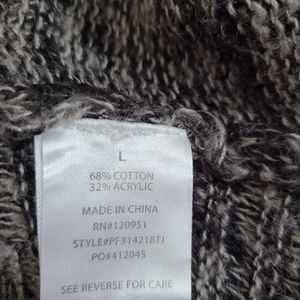 L
68% COTTON
32% ACRYLIC
MADE IN CHINA
RN#120951
STYLE#PF314218TJ
PO#412045
SEE REVERSE FOR CARE